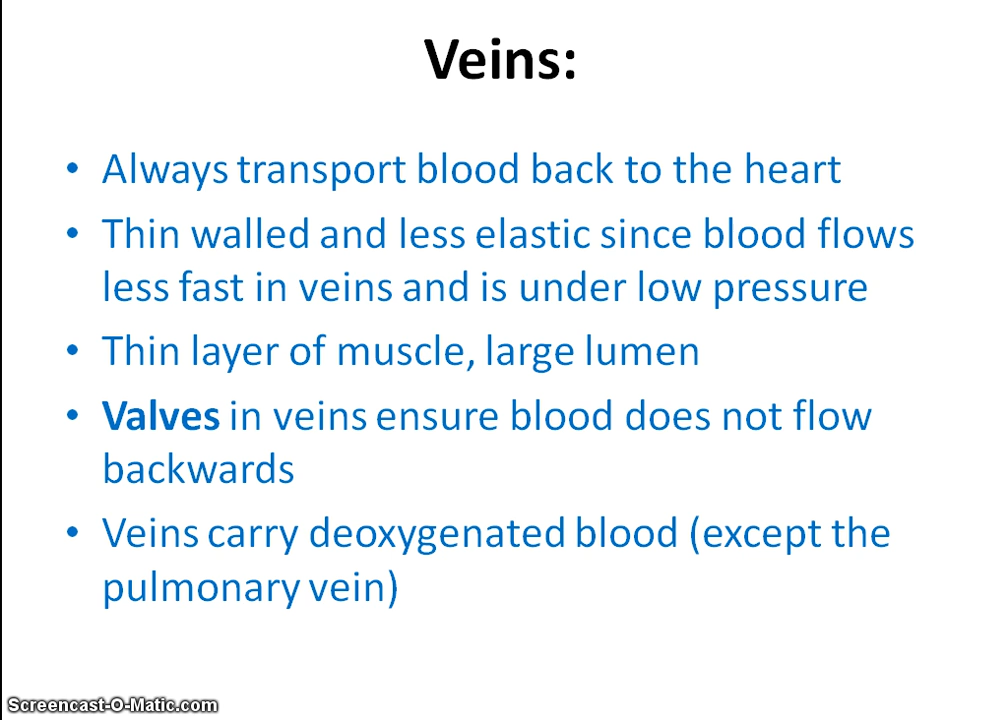 Veins:
• Always transport blood back to the heart
• Thin walled and less elastic since blood flows
less fast in veins and is under low pressure
• Thin layer of muscle, large lumen
• Valves in veins ensure blood does not flow
backwards
• Veins carry deoxygenated blood (except the
pulmonary vein)
Screencast-O-Matic.com